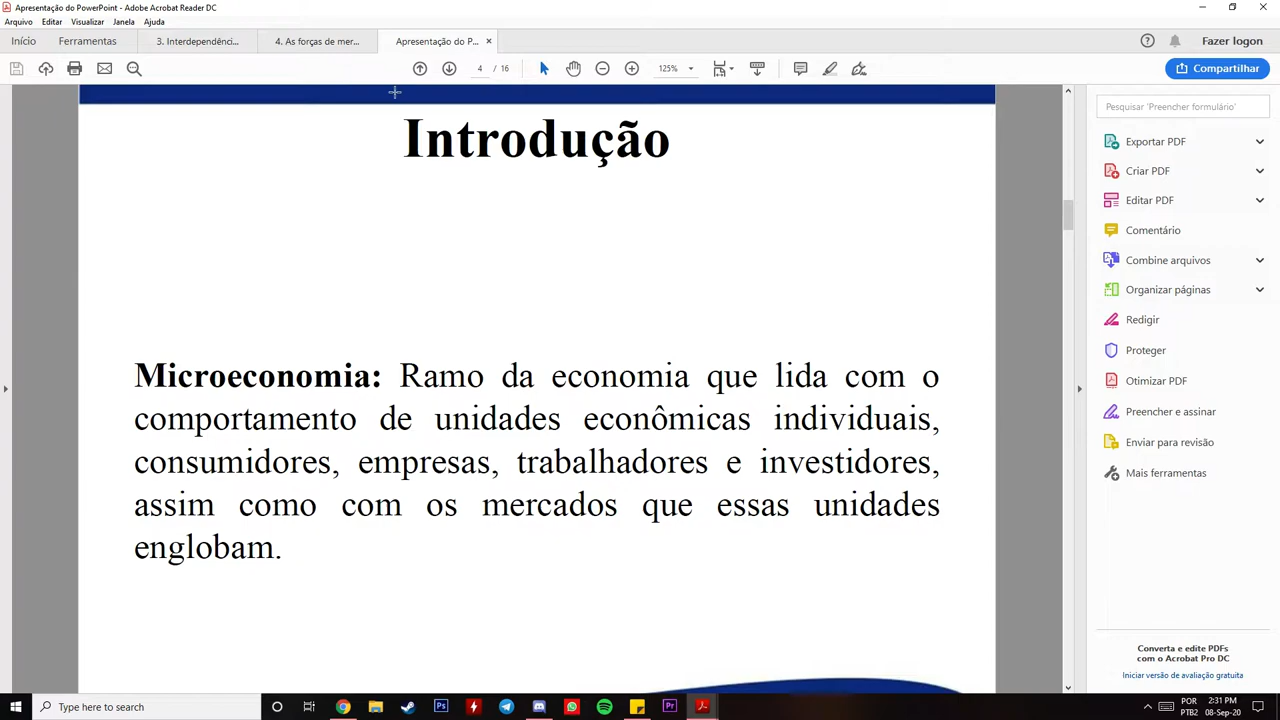 Apresentação do PowerPoint - Adobe Acrobat Reader DC
Arquivo Editar Visualizar Janela Ajuda
Início Ferramentas 3. Interdependênci... 4. As forças de mer... Apresentação do P... × Fazer logon
4 / 16 125% Compartilhar
Introdução
Microeconomia: Ramo da economia que lida com o
comportamento de unidades econômicas individuais,
consumidores, empresas, trabalhadores e investidores,
assim como com os mercados que essas unidades
englobam.
Pesquisar 'Preencher formulário'
Exportar PDF
Criar PDF
Editar PDF
Comentário
Combine arquivos
Organizar páginas
Redigir
Proteger
Otimizar PDF
Preencher e assinar
Enviar para revisão
Mais ferramentas
Converta e edite PDFs
com o Acrobat Pro DC
Iniciar versão de avaliação gratuita
Type here to search
Ps Pr
POR
PTB2
2:31 PM
08-Sep-20